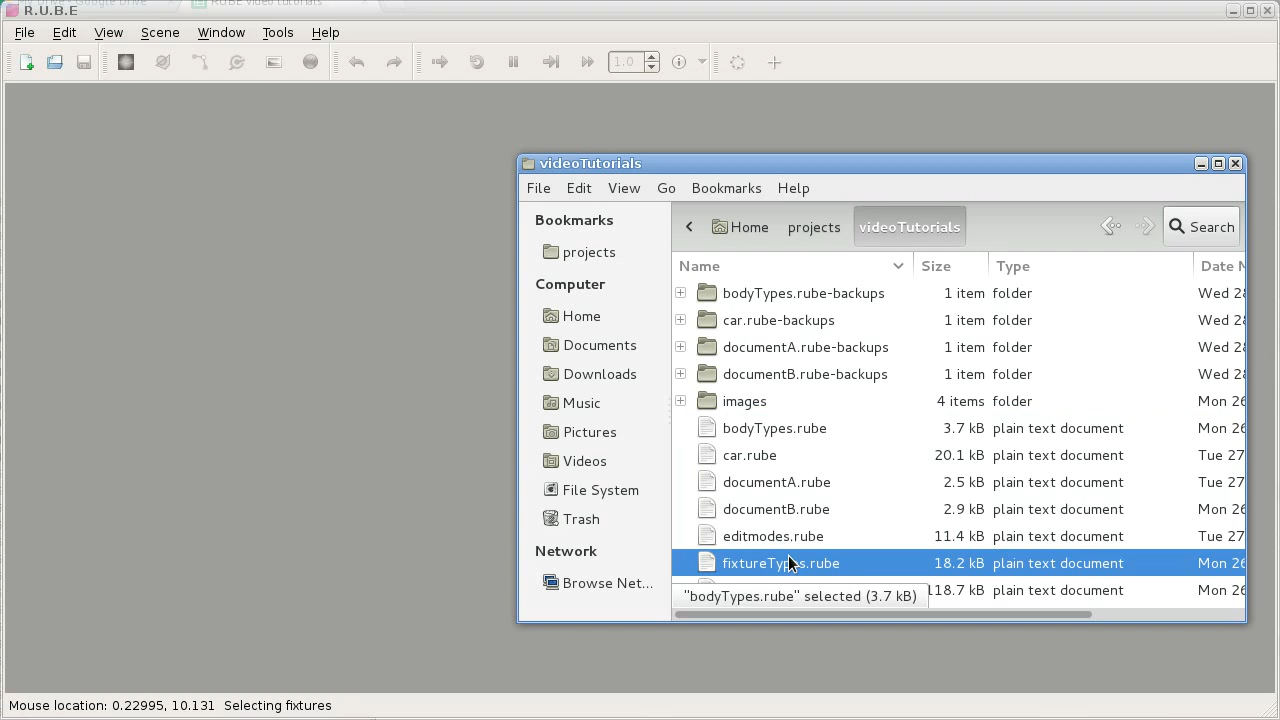 Drive - Google Drive RUBE video tutorials
R.U.B.E
File Edit View Scene Window Tools Help
1.0
videoTutorials
File Edit View Go Bookmarks Help
Bookmarks
projects
Computer
Home
Documents
Downloads
Music
Pictures
Videos
File System
Trash
Network
Browse Net...
Home projects videoTutorials Search
Name Size Type Date
bodyTypes.rube-backups 1 item folder Wed 28
car.rube-backups 1 item folder Wed 28
documentA.rube-backups 1 item folder Wed 28
documentB.rube-backups 1 item folder Wed 28
images 4 items folder Mon 26
bodyTypes.rube 3.7 kB plain text document Mon 26
car.rube 20.1 kB plain text document Tue 27
documentA.rube 2.5 kB plain text document Tue 27
documentB.rube 2.9 kB plain text document Mon 26
editmodes.rube 11.4 kB plain text document Tue 27
fixtureTypes.rube 18.2 kB plain text document Mon 26
118.7 kB plain text document Mon 26
"bodyTypes.rube" selected (3.7 kB)
Mouse location: 0.22995, 10.131 Selecting fixtures